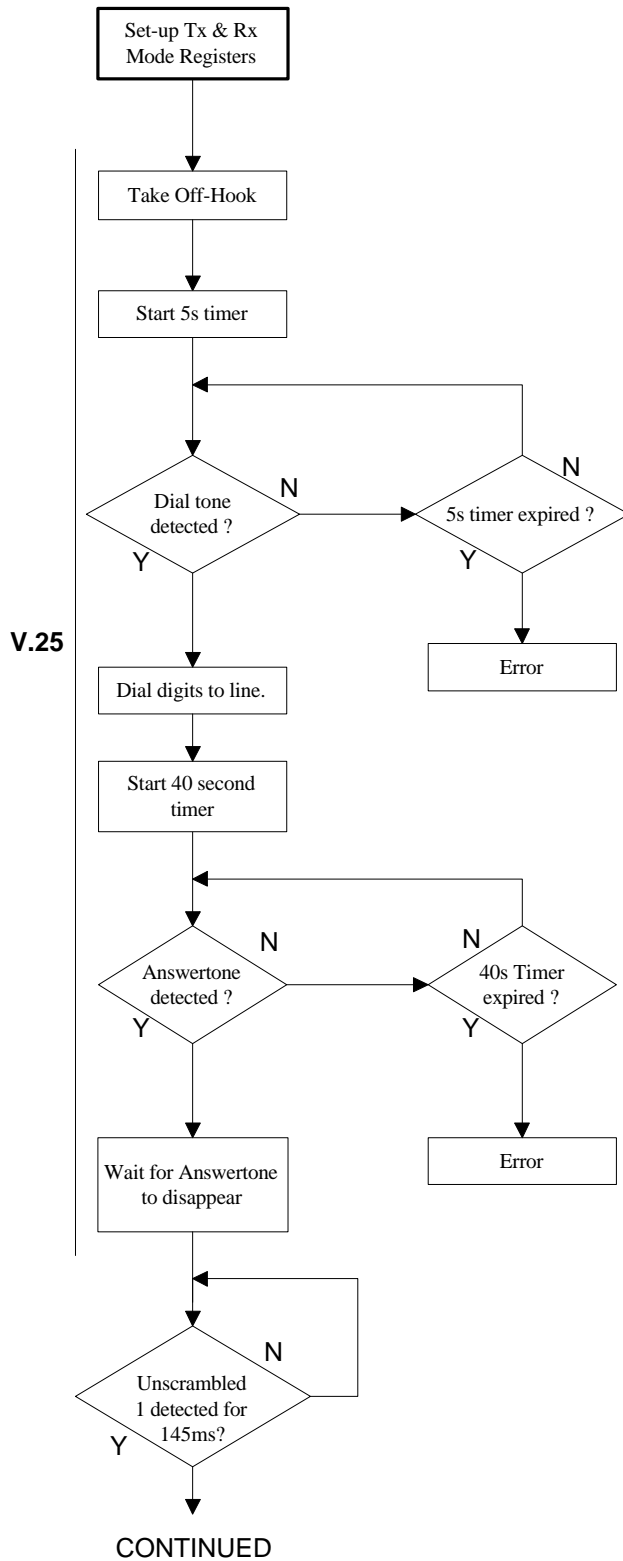 Set-up Tx & Rx
Mode Registers
Take Off-Hook
Start 5s timer
Dial tone
detected ?
N
Y
5s timer expired ?
N
Y
V.25
Error
Dial digits to line.
Start 40 second
timer
Answertone
detected ?
N
Y
40s Timer
expired ?
N
Y
Wait for Answertone
to disappear
Error
Unscrambled
1 detected for
145ms?
N
Y
CONTINUED